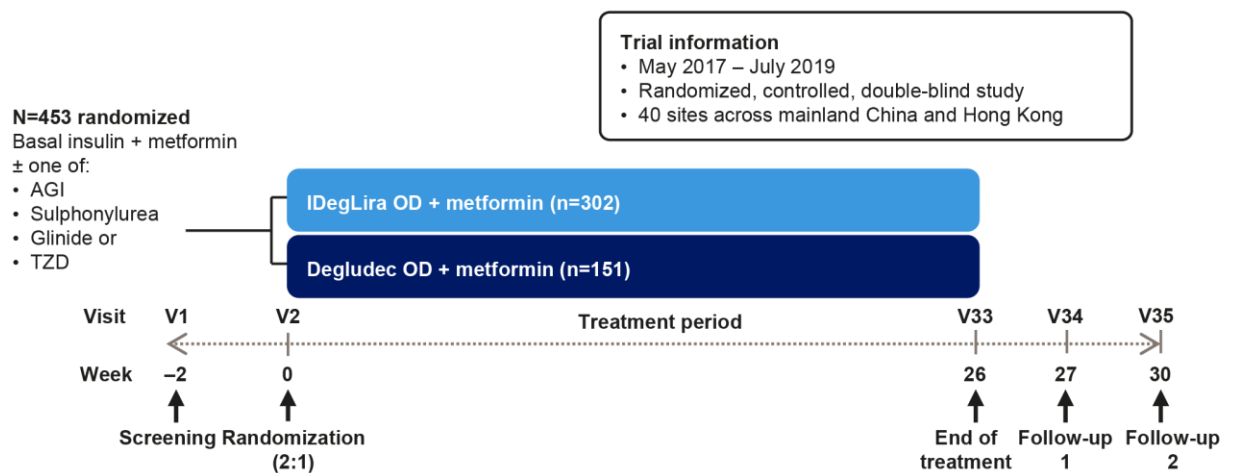 Trial information
• May 2017 – July 2019
• Randomized, controlled, double-blind study
• 40 sites across mainland China and Hong Kong
N=453 randomized
Basal insulin + metformin
± one of:
• AGI
• Sulphonylurea
• Glinide or
• TZD
IDegLira OD + metformin (n=302)
Degludec OD + metformin (n=151)
Visit V1 V2 Treatment period V33 V34 V35
Week –2 0 26 27 30
Screening Randomization End of Follow-up Follow-up
(2:1) treatment 1 2